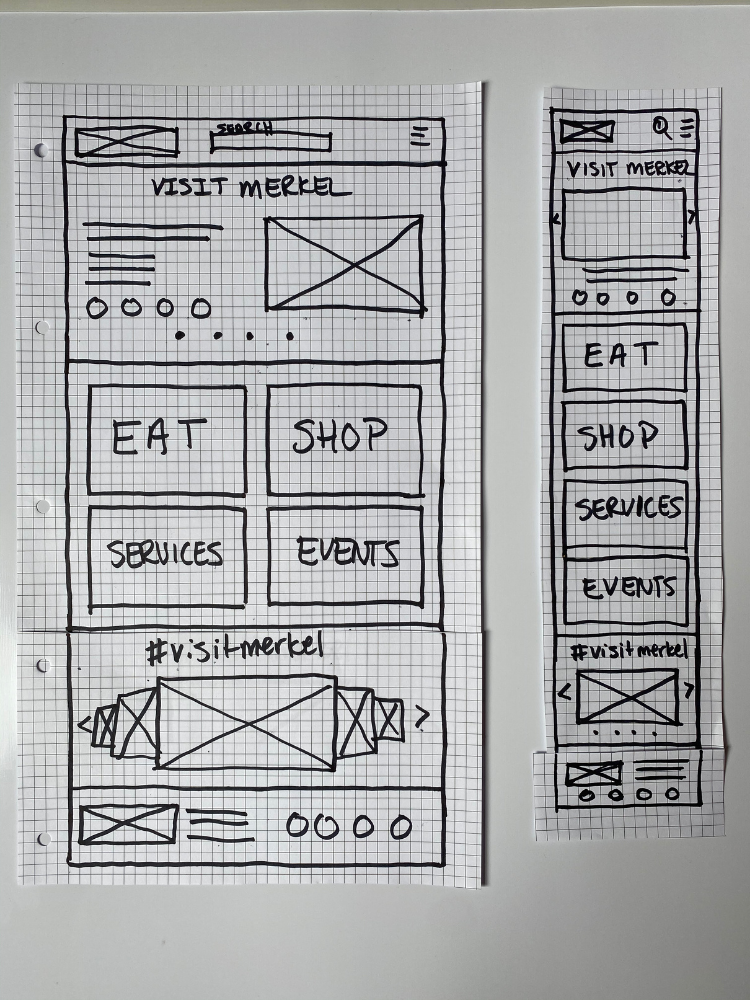 SEARCH
VISIT MERKEL
EAT
SHOP
SERVICES
EVENTS
#visitmerkel
VISIT MERKEL
EAT
SHOP
SERVICES
EVENTS
#visitmerkel